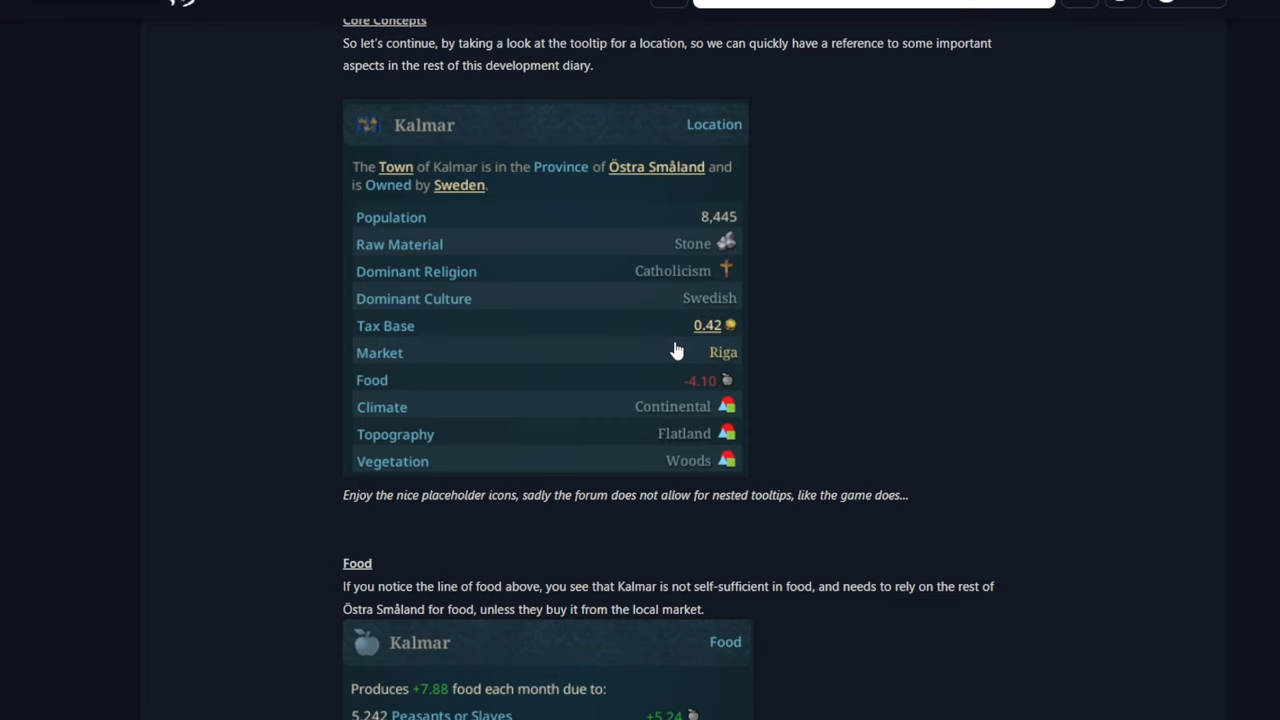 Core Concepts
So let's continue, by taking a look at the tooltip for a location, so we can quickly have a reference to some important
aspects in the rest of this development diary.
Kalmar Location
The Town of Kalmar is in the Province of Östra Småland and
is Owned by Sweden.
Population 8,445
Raw Material Stone
Dominant Religion Catholicism
Dominant Culture Swedish
Tax Base 0.42
Market Riga
Food -4.10
Climate Continental
Topography Flatland
Vegetation Woods
Enjoy the nice placeholder icons, sadly the forum does not allow for nested tooltips, like the game does...
Food
If you notice the line of food above, you see that Kalmar is not self-sufficient in food, and needs to rely on the rest of
Östra Småland for food, unless they buy it from the local market.
Kalmar Food
Produces +7.88 food each month due to:
5,242 Peasants or Slaves +5.24